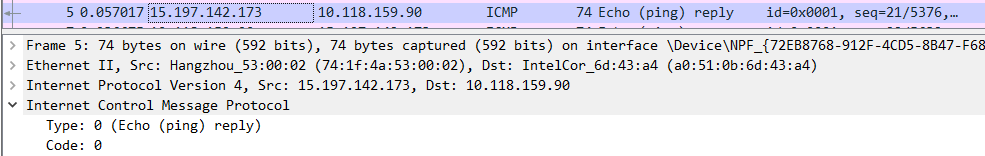 5 0.057017 15.197.142.173 10.118.159.90 ICMP 74 Echo (ping) reply id=0x0001, seq=21/5376,…
Frame 5: 74 bytes on wire (592 bits), 74 bytes captured (592 bits) on interface \Device\NPF_{72EB8768-912F-4CD5-8B47-F68
Ethernet II, Src: Hangzhou_53:00:02 (74:1f:4a:53:00:02), Dst: IntelCor_6d:43:a4 (a0:51:0b:6d:43:a4)
Internet Protocol Version 4, Src: 15.197.142.173, Dst: 10.118.159.90
Internet Control Message Protocol
Type: 0 (Echo (ping) reply)
Code: 0